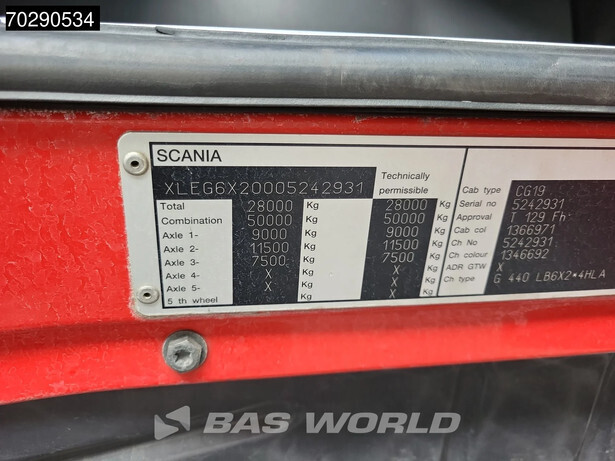 70290534
SCANIA
Technically
XLEG6X20005242931 permissible
Total 28000 Kg 28000 Kg
Combination 50000 Kg 50000 Kg
Axle 1- 9000 Kg 9000 Kg
Axle 2- 11500 Kg 11500 Kg
Axle 3- 7500 Kg 7500 Kg
Axle 4- X Kg X Kg
Axle 5- X Kg X Kg
5 th wheel X Kg X Kg
Cab type CG19
Serial no 5242931
Approval T 129 Fh
Cab col 1366971
Ch No 5242931
Ch colour 1346692
ADR GTW X
Ch type G 440 LB6X2*4HLA
BAS WORLD